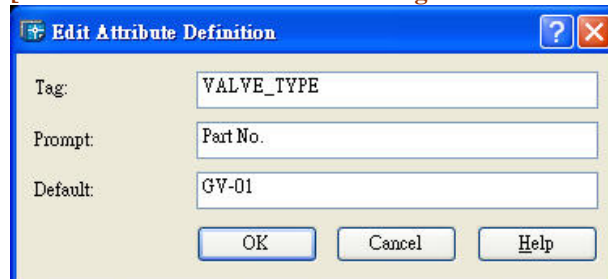 Edit Attribute Definition
Tag: VALVE_TYPE
Prompt: Part No.
Default: GV-01
OK Cancel Help